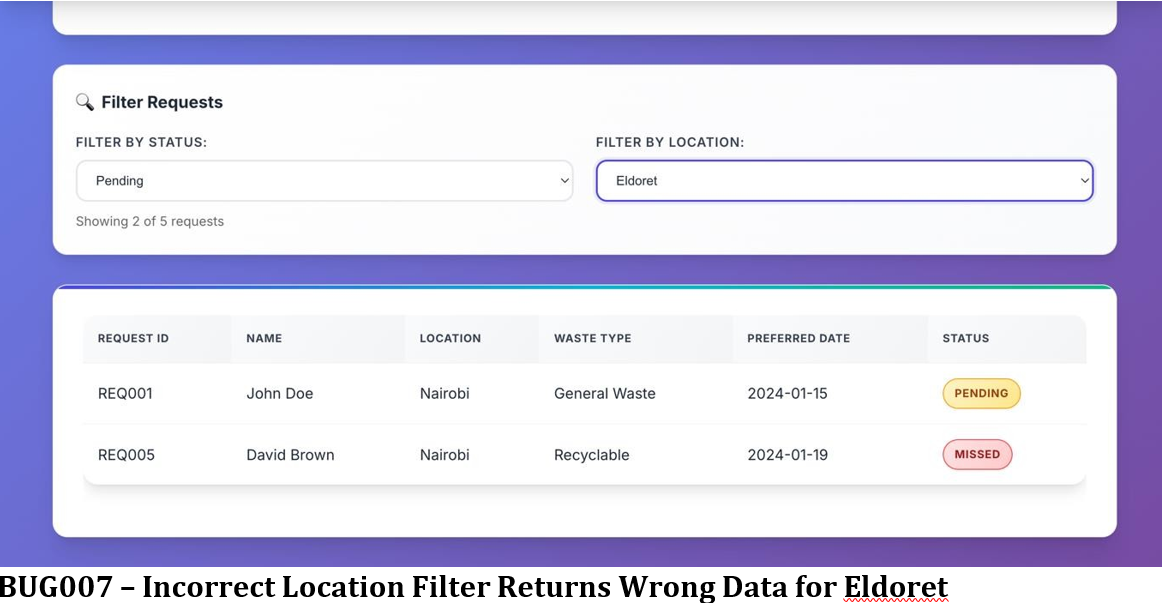 🔍 Filter Requests
FILTER BY STATUS: FILTER BY LOCATION:
Pending Eldoret
Showing 2 of 5 requests
REQUEST ID NAME LOCATION WASTE TYPE PREFERRED DATE STATUS
REQ001 John Doe Nairobi General Waste 2024-01-15 PENDING
REQ005 David Brown Nairobi Recyclable 2024-01-19 MISSED
BUG007 – Incorrect Location Filter Returns Wrong Data for Eldoret